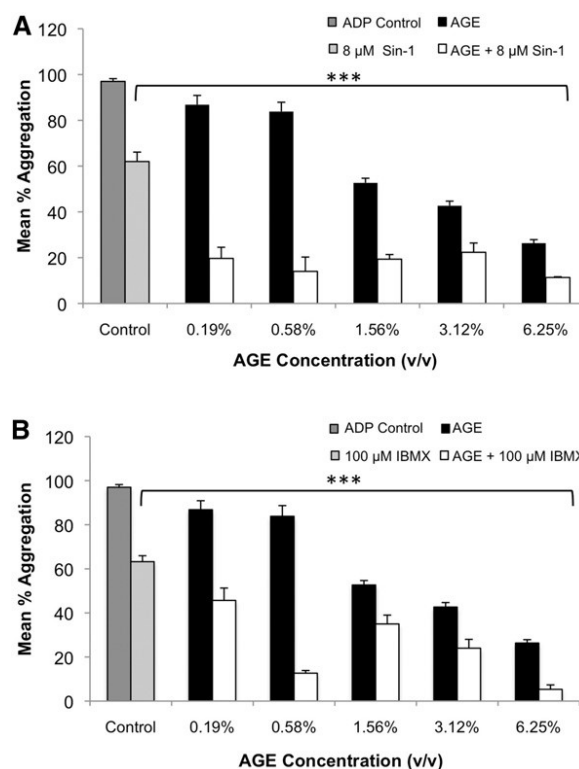 A
ADP Control AGE
8 µM Sin-1 AGE + 8 µM Sin-1
120
100
80
60
40
20
0
Mean % Aggregation
***
Control 0.19% 0.58% 1.56% 3.12% 6.25%
AGE Concentration (v/v)
B
ADP Control AGE
100 µM IBMX AGE + 100 µM IBMX
120
100
80
60
40
20
0
Mean % Aggregation
***
Control 0.19% 0.58% 1.56% 3.12% 6.25%
AGE Concentration (v/v)